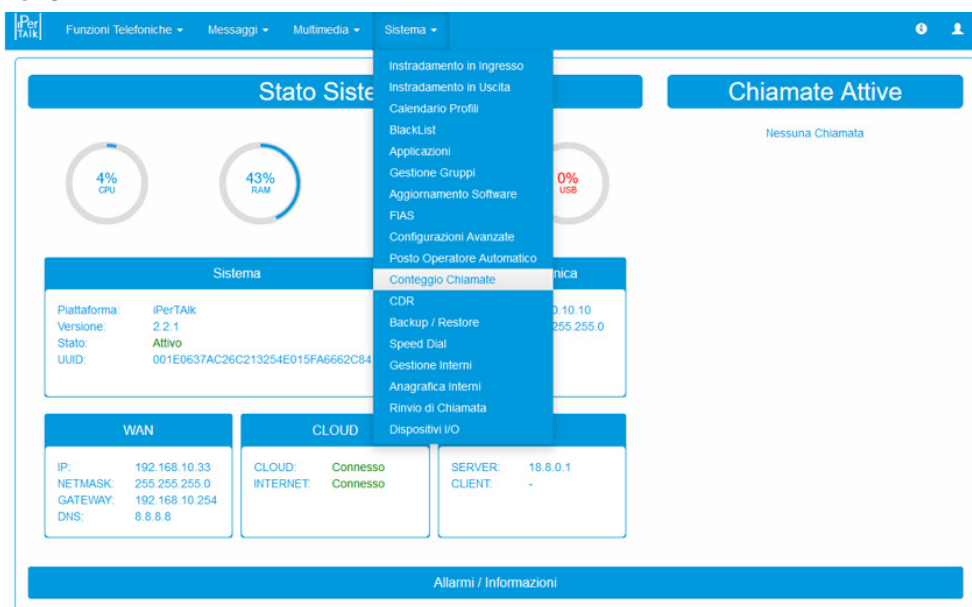 iPer
TAlk
Funzioni Telefoniche
Messaggi
Multimedia
Sistema
Instradamento in Ingresso
Instradamento in Uscita
Calendario Profili
BlackList
Applicazioni
Gestione Gruppi
Aggiornamento Software
FIAS
Configurazioni Avanzate
Posto Operatore Automatico
Conteggio Chiamate
CDR
Backup / Restore
Speed Dial
Gestione Interni
Anagrafica Interni
Rinvio di Chiamata
Dispositivi I/O
Stato Siste
Chiamate Attive
Nessuna Chiamata
4%
CPU
43%
RAM
0%
USB
Sistema
Piattaforma: iPerTAlk
Versione: 2.2.1
Stato: Attivo
UUID: 001E0637AC26C213254E015FA6662C84
nica
0.10.10
255.255.0
WAN
IP: 192.168.10.33
NETMASK: 255.255.255.0
GATEWAY: 192.168.10.254
DNS: 8.8.8.8
CLOUD
CLOUD: Connesso
INTERNET: Connesso
SERVER: 18.8.0.1
CLIENT: -
Allarmi / Informazioni